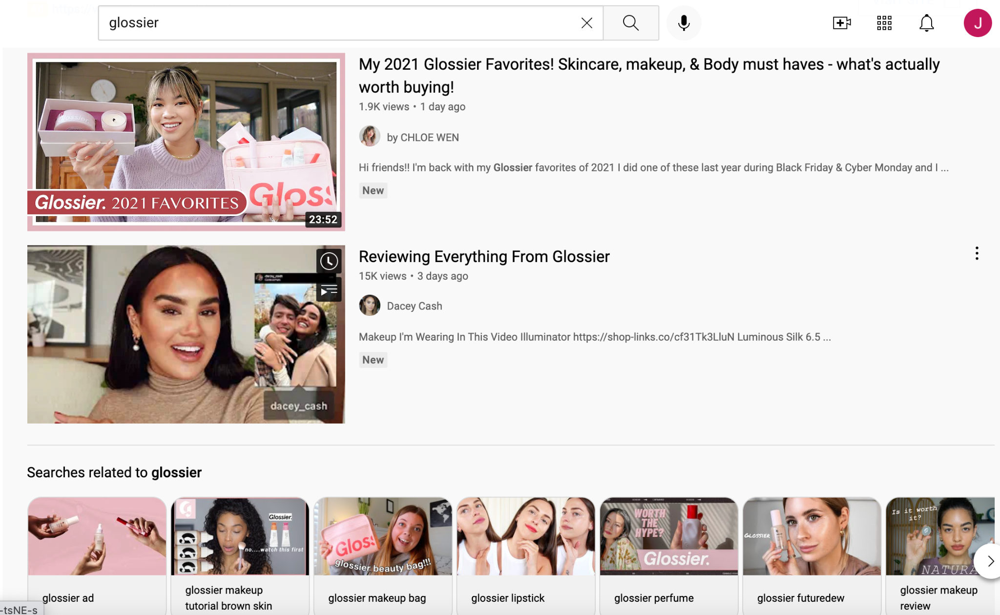 glossier
J
My 2021 Glossier Favorites! Skincare, makeup, & Body must haves - what's actually
worth buying!
1.9K views • 1 day ago
by CHLOE WEN
Hi friends!! I'm back with my Glossier favorites of 2021 I did one of these last year during Black Friday & Cyber Monday and I ...
New
Glossier.
Gloss
Glossier. 2021 FAVORITES
23:52
Reviewing Everything From Glossier
15K views • 3 days ago
Dacey Cash
Makeup I'm Wearing In This Video Illuminator https://shop-links.co/cf31Tk3LluN Luminous Silk 6.5 ...
New
dacey_cash
Searches related to glossier
Glossier.
no....watch this first
Gloss
glossier beauty bag!!!
WORTH
THE
HYPE?
Glossier.
GLOSSIER
Is it worth
it?
NATURA
glossier ad
glossier makeup
tutorial brown skin
glossier makeup bag
glossier lipstick
glossier perfume
glossier futuredew
glossier makeup
review
-tsNE-s